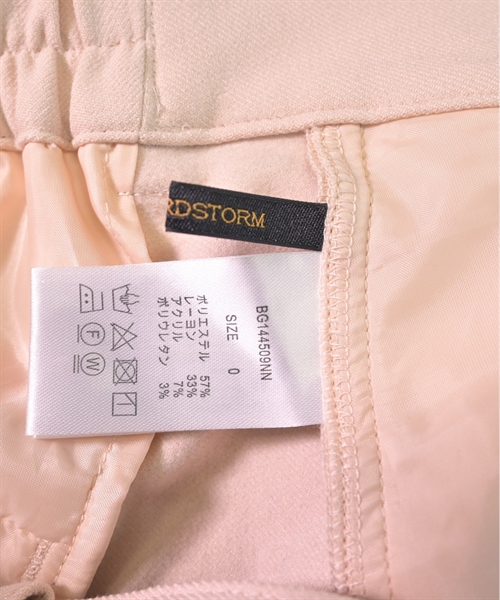 RDSTORM
BG144509NN
SIZE 0
ポリエステル 57%
レーヨン 33%
アクリル 7%
ポリウレタン 3%
F W